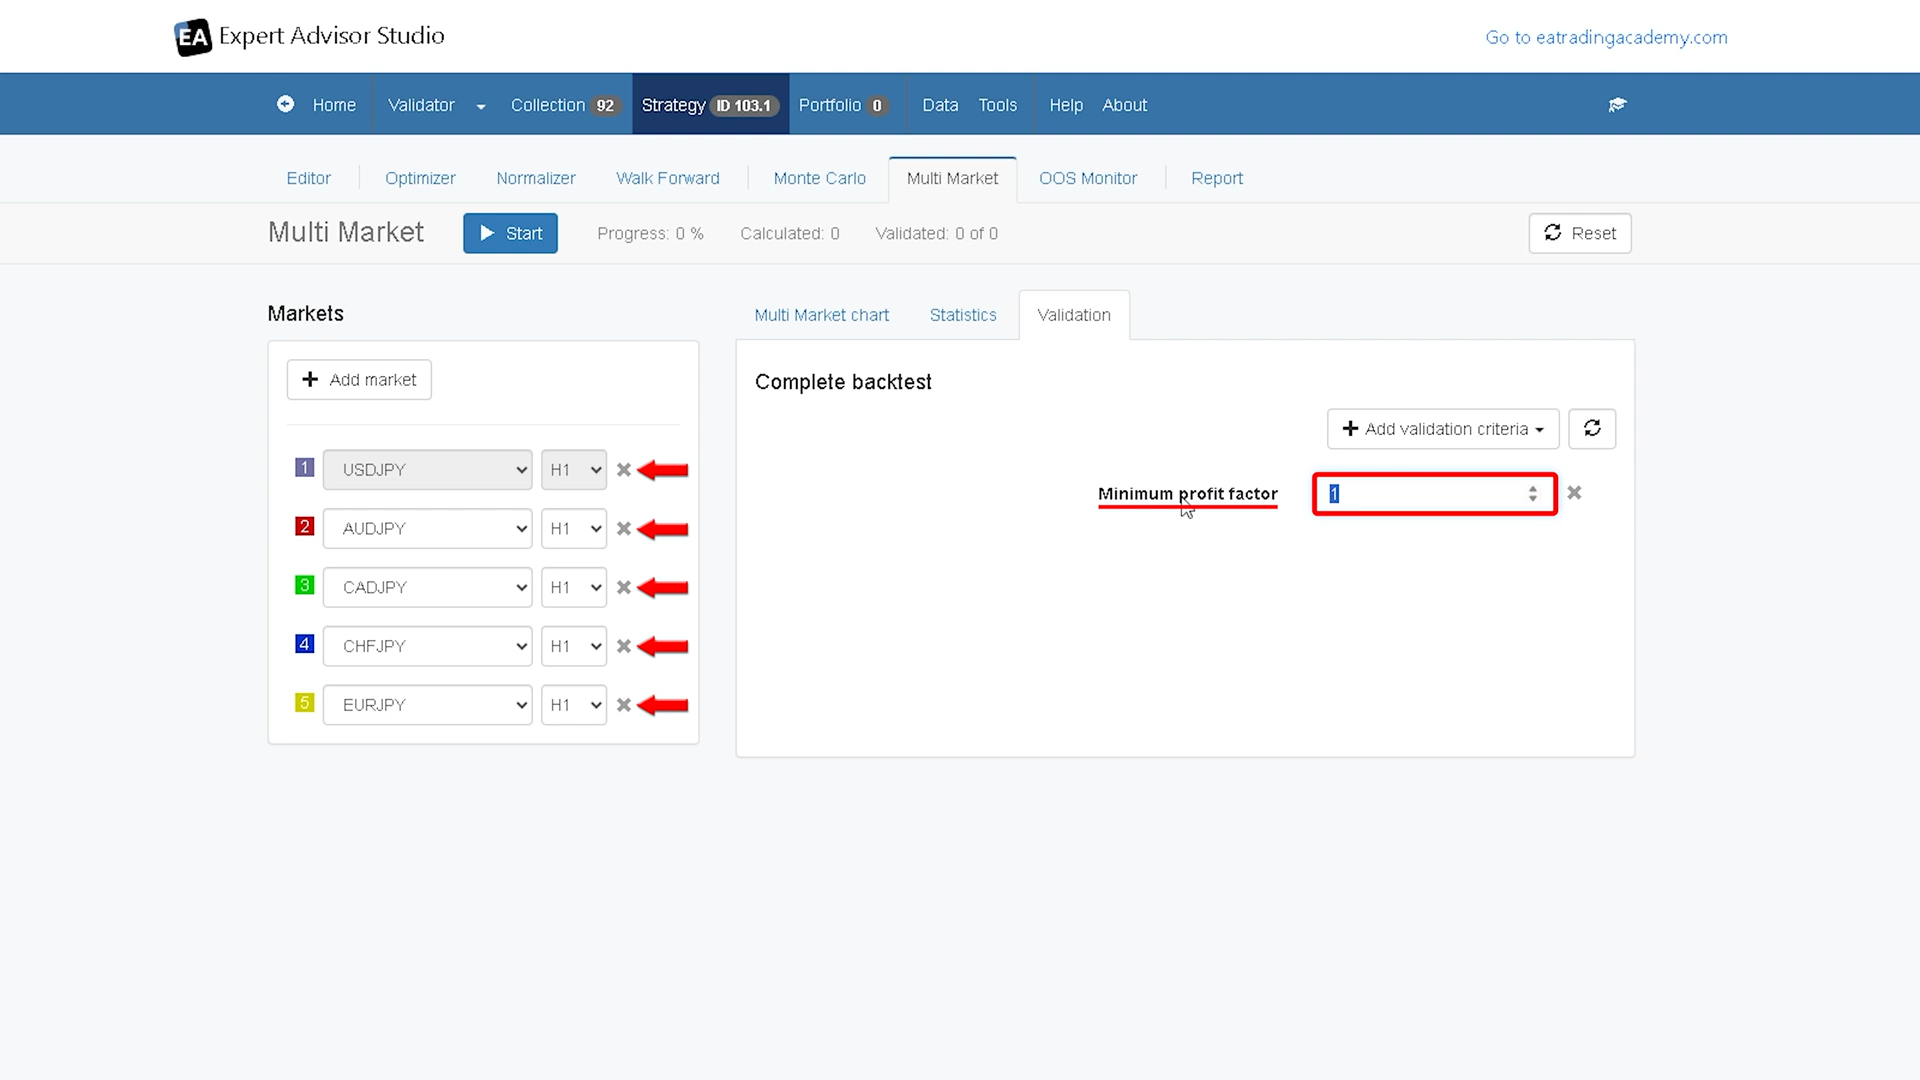 EA Expert Advisor Studio
Go to eatradingacademy.com
Home Validator Collection 92 Strategy ID 103.1 Portfolio 0 Data Tools Help About
Editor Optimizer Normalizer Walk Forward Monte Carlo Multi Market OOS Monitor Report
Multi Market Start Progress: 0 % Calculated: 0 Validated: 0 of 0 Reset
Markets
Add market
1 USDJPY H1
2 AUDJPY H1
3 CADJPY H1
4 CHFJPY H1
5 EURJPY H1
Multi Market chart Statistics Validation
Complete backtest
Add validation criteria
Minimum profit factor 1